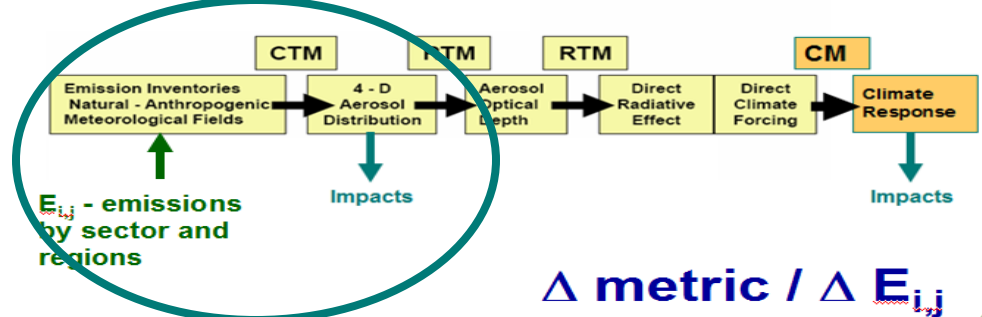 CTM
RTM
RTM
CM
Emission Inventories
Natural - Anthropogenic
Meteorological Fields
4 - D
Aerosol
Distribution
Aerosol
Optical
Depth
Direct
Radiative
Effect
Direct
Climate
Forcing
Climate
Response
Impacts
Impacts
Ei,j - emissions
by sector and
regions
Δ metric / Δ Ei,j